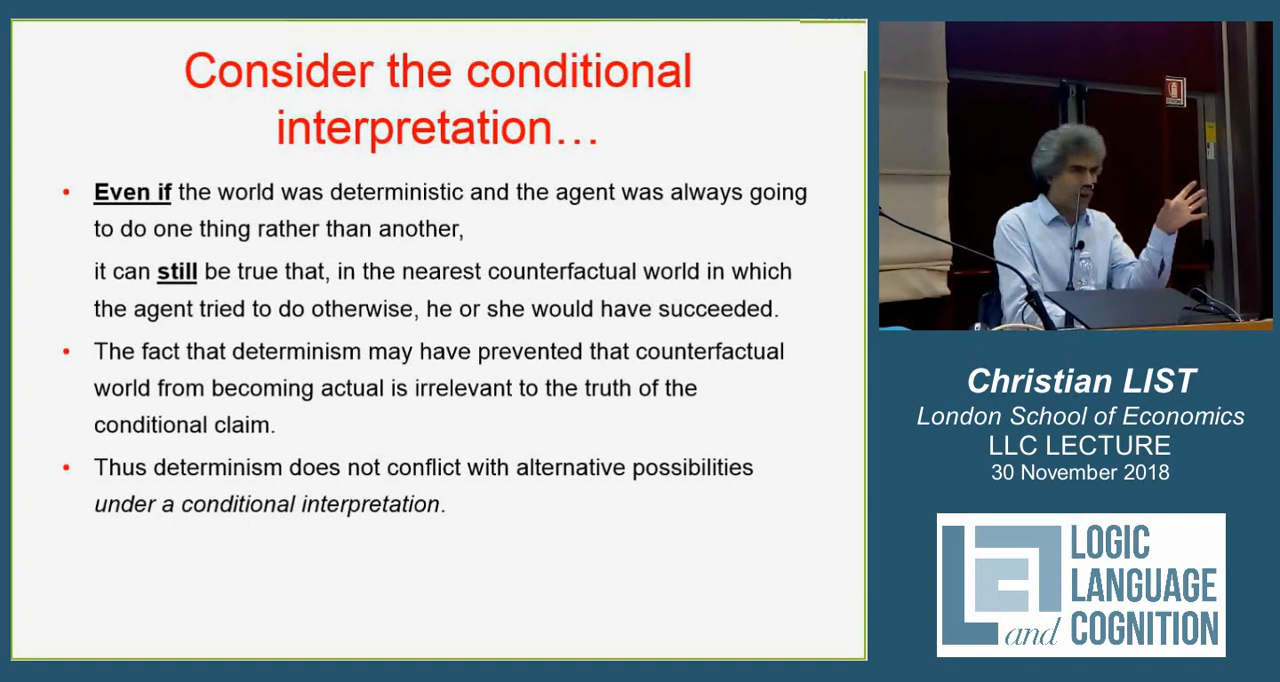 Consider the conditional
interpretation…
• Even if the world was deterministic and the agent was always going
to do one thing rather than another,
it can still be true that, in the nearest counterfactual world in which
the agent tried to do otherwise, he or she would have succeeded.
• The fact that determinism may have prevented that counterfactual
world from becoming actual is irrelevant to the truth of the
conditional claim.
• Thus determinism does not conflict with alternative possibilities
under a conditional interpretation.
Christian LIST
London School of Economics
LLC LECTURE
30 November 2018
LOGIC
LANGUAGE
and COGNITION